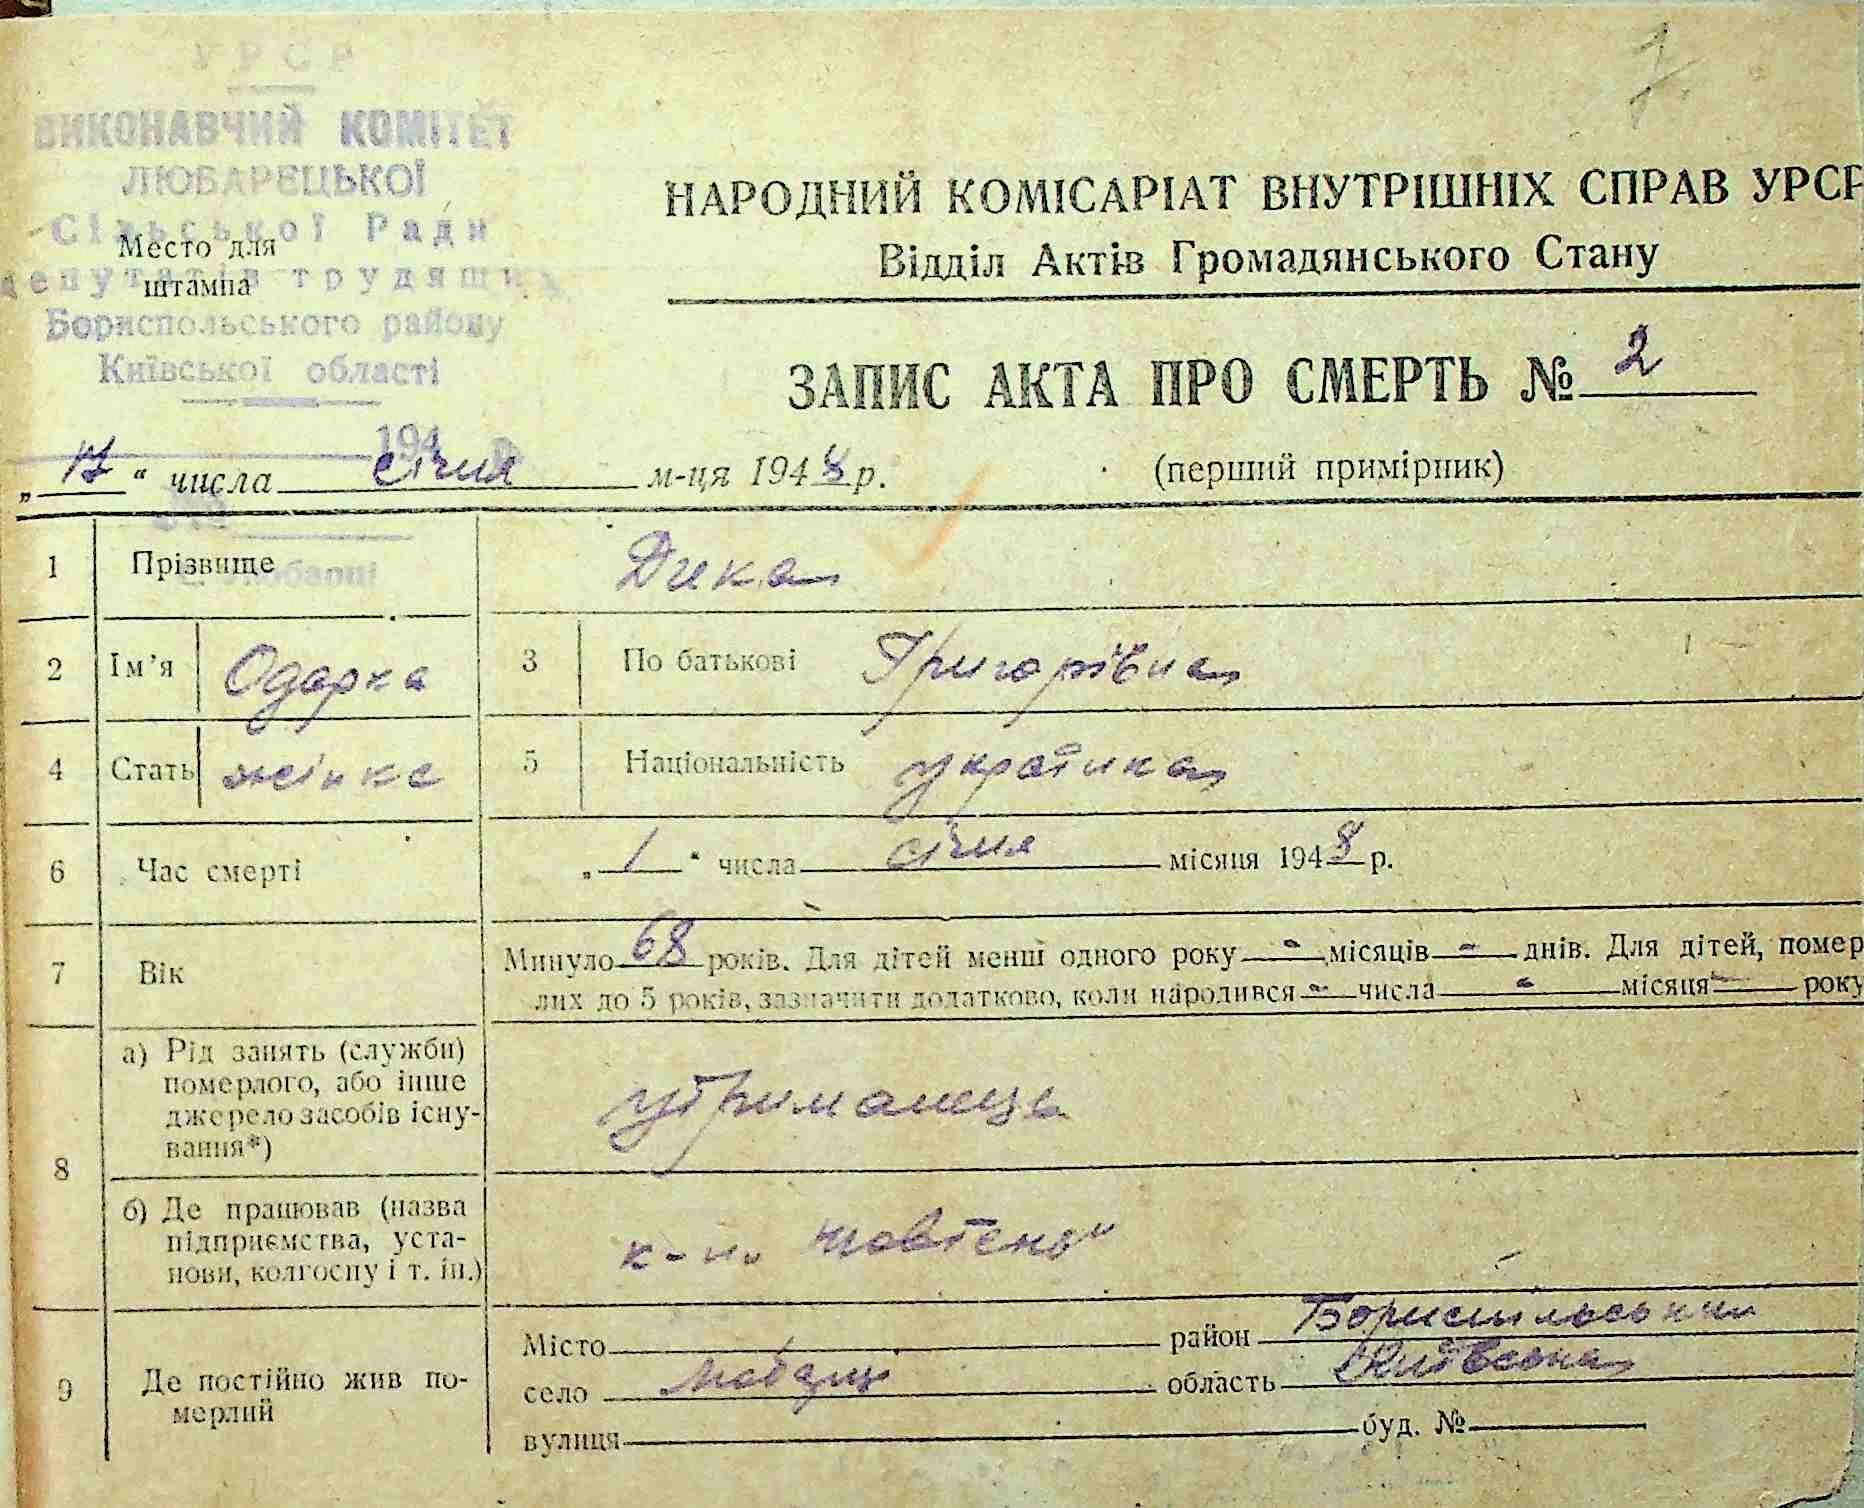 7
УРСР
ВИКОНАВЧИЙ КОМІТЕТ
ЛЮБАРЕЦЬКОЇ
Сільської Ради
депутатів трудящих
Бориспольського району
Київської області
194
Место для
штампа
НАРОДНИЙ КОМІСАРІАТ ВНУТРІШНІХ СПРАВ УРСР
Відділ Актів Громадянського Стану
ЗАПИС АКТА ПРО СМЕРТЬ № 2
(перший примірник)
„ 17 “ числа січня м-ця 1948 р.
с. Любарці
1 Прізвище Дика
2 Ім’я Одарка 3 По батькові Григорівна
4 Стать жінка 5 Національність українка
6 Час смерті „ 1 “ числа січня місяця 1948 р.
7 Вік Минуло 68 років. Для дітей менш одного року - місяців - днів. Для дітей, помер
лих до 5 років, зазначити додатково, коли народився - числа - місяця - року
8 а) Рід занять (служби)
померлого, або інше
джерело засобів існу-
вання*)
утриманець
б) Де працював (назва
підприємства, уста-
нови, колгоспу і т. ін.)
Жовтень"
9 Де постійно жив по-
мерлий
Місто район Бориспільський
село Любарці область Київська
вулиця буд. №